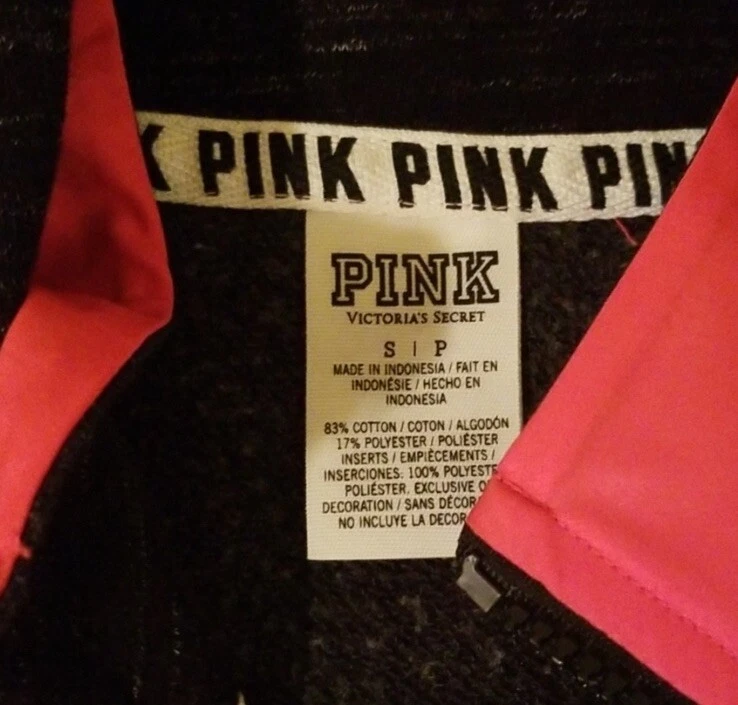 K PINK PINK PIN
PINK
VICTORIA'S SECRET
S | P
MADE IN INDONESIA / FAIT EN
INDONÉSIE / HECHO EN
INDONESIA
83% COTTON / COTON / ALGODÓN
17% POLYESTER / POLIÉSTER
INSERTS / EMPIÈCEMENTS /
INSERCIONES: 100% POLYESTE
POLIÉSTER, EXCLUSIVE O
DECORATION / SANS DÉCOR
NO INCLUYE LA DECOR